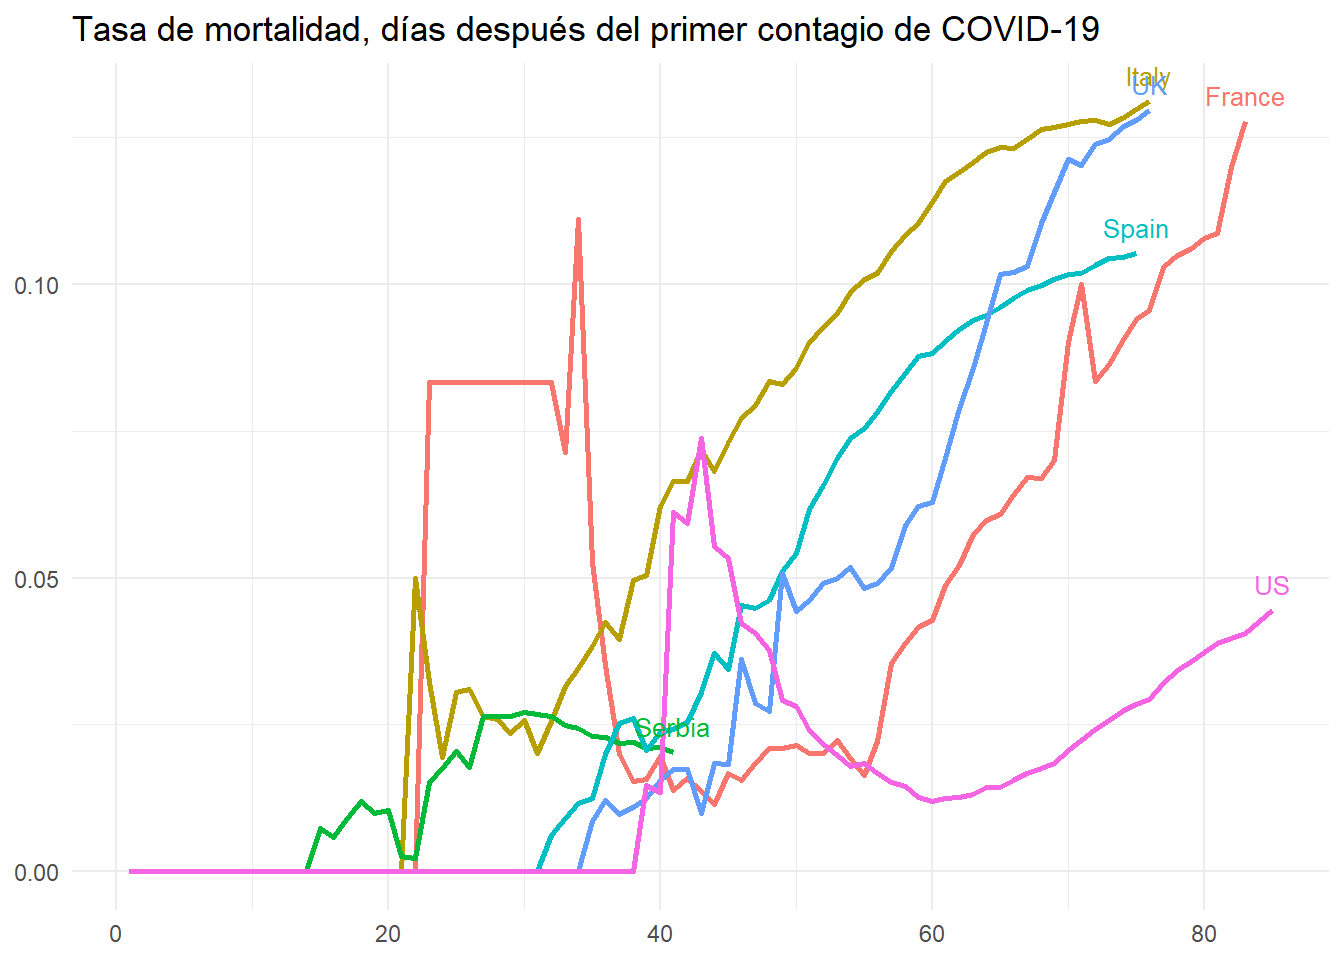 Tasa de mortalidad, días después del primer contagio de COVID-19
Italy
UK
France
Spain
0.10
0.05
US
Serbia
0.00
0 20 40 60 80